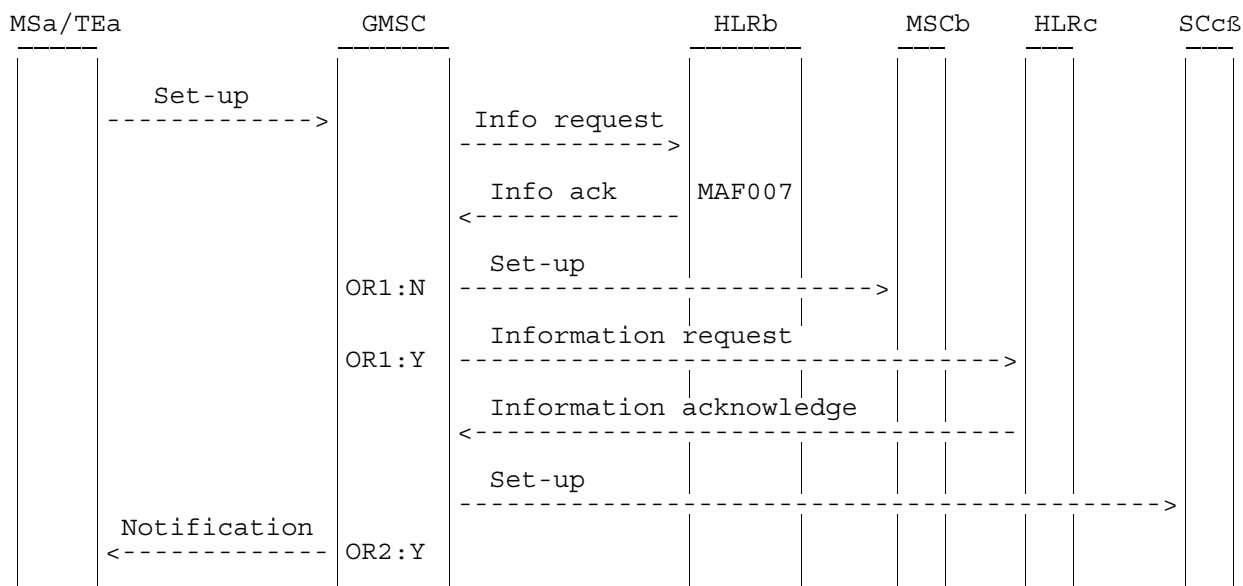 MSa/TEa GMSC HLRb MSCb HLRc SCcß
Set-up
Info request
Info ack MAF007
Set-up
OR1:N
Information request
OR1:Y
Information acknowledge
Set-up
Notification
OR2:Y